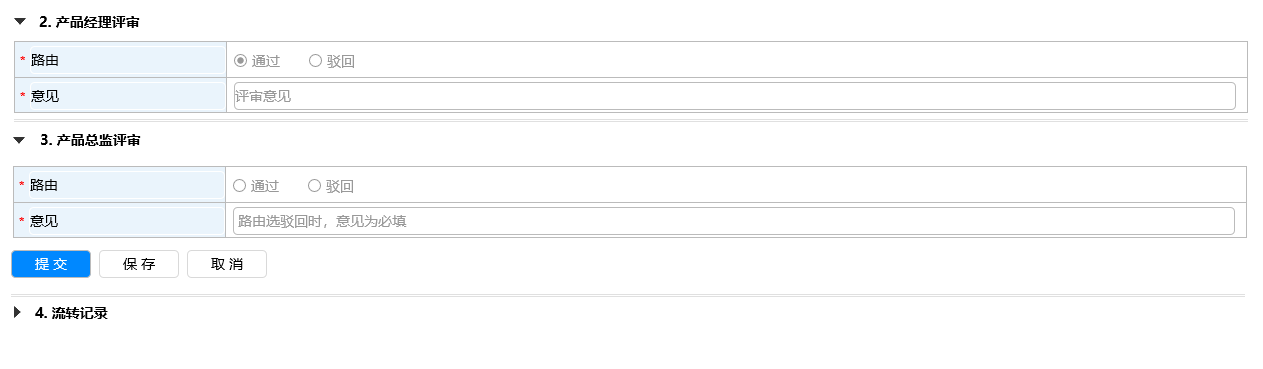 2. 产品经理评审
* 路由 通过 驳回
* 意见 评审意见
3. 产品总监评审
* 路由 通过 驳回
* 意见 路由选驳回时，意见为必填
提 交 保 存 取 消
4. 流转记录